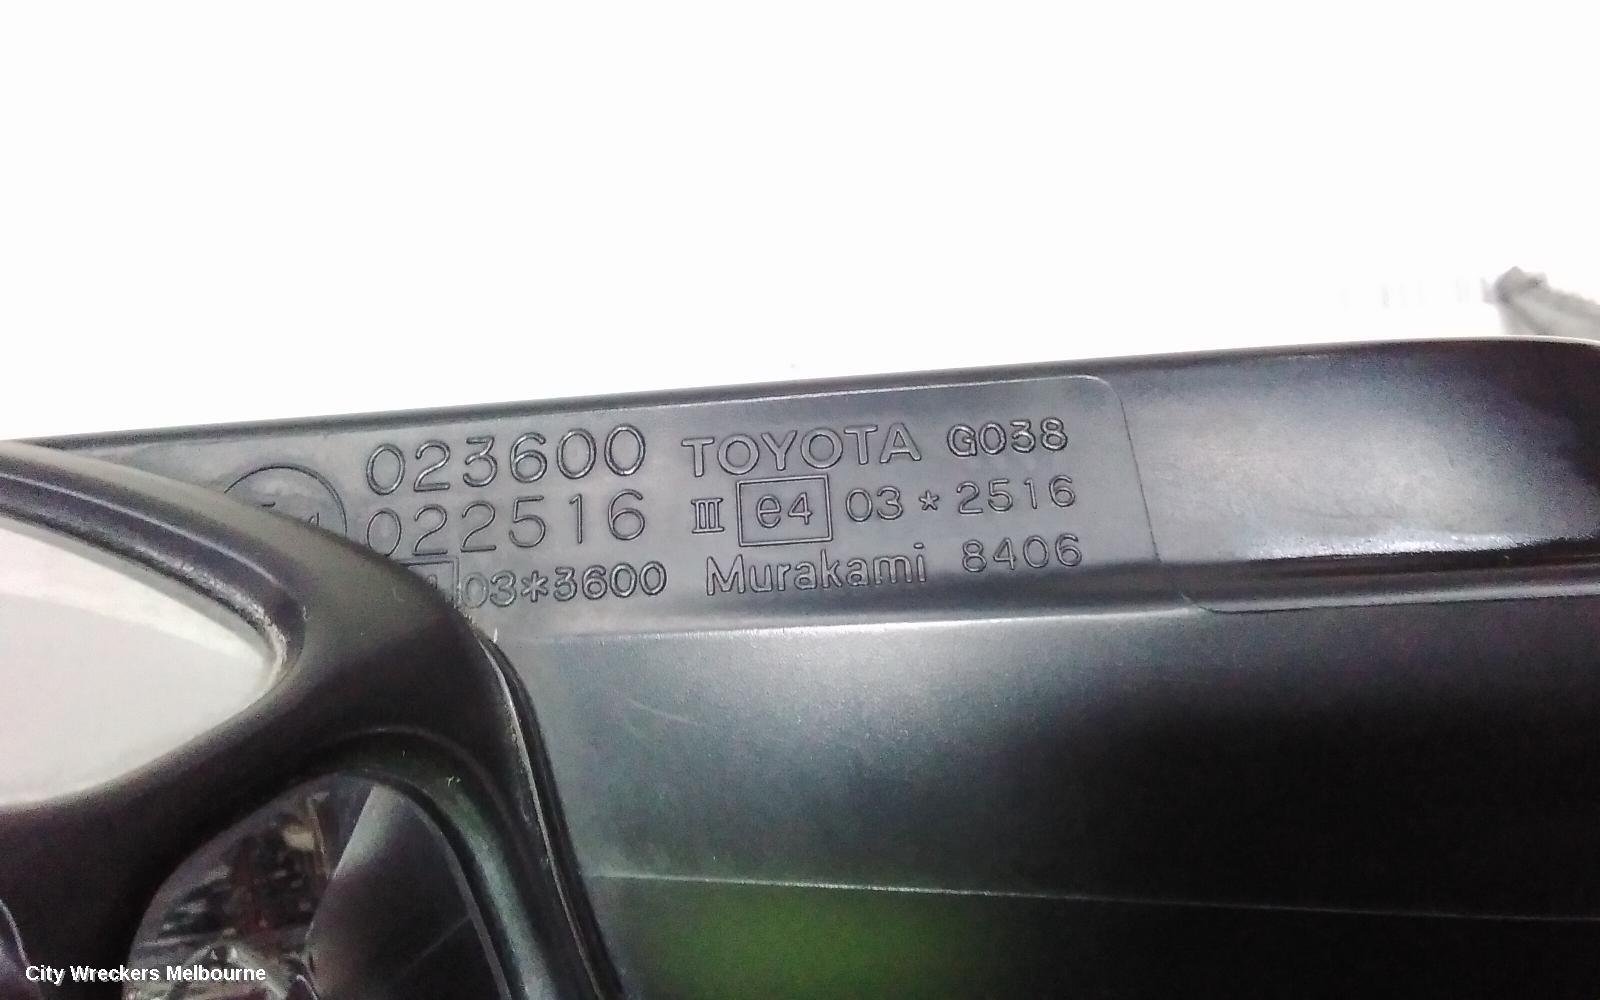 023600 TOYOTA G038
022516 III e4 03*2516
03*3600 Murakami 8406
City Wreckers Melbourne